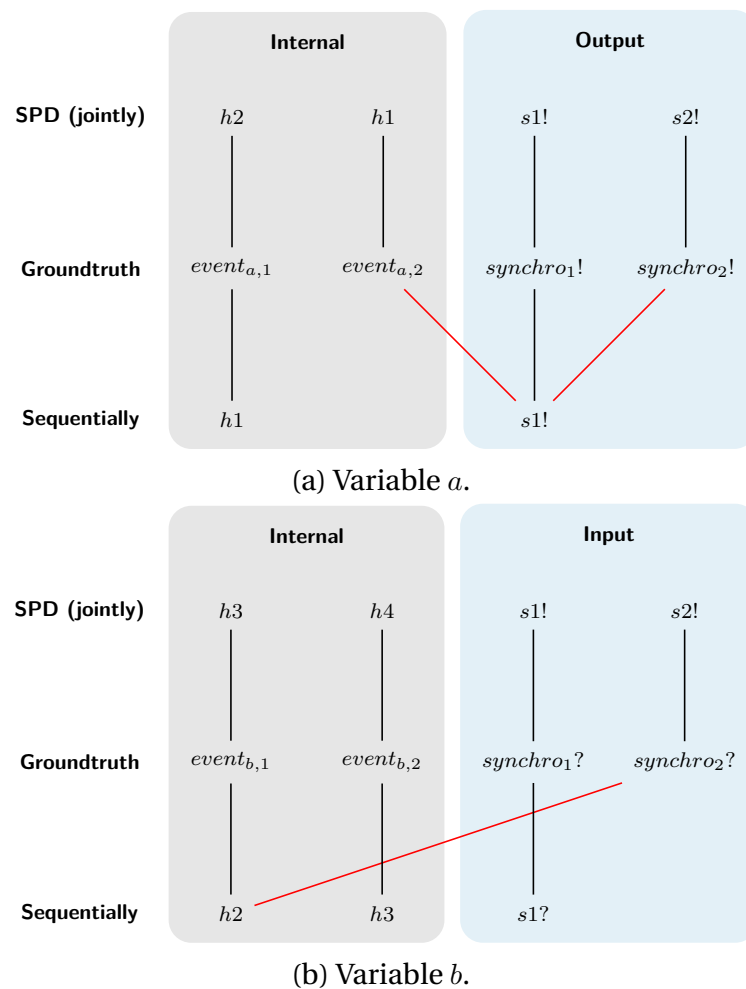 Internal Output
SPD (jointly) h2 h1 s1! s2!
Groundtruth event_{a,1} event_{a,2} synchro_1! synchro_2!
Sequentially h1 s1!
(a) Variable a.
Internal Input
SPD (jointly) h3 h4 s1! s2!
Groundtruth event_{b,1} event_{b,2} synchro_1? synchro_2?
Sequentially h2 h3 s1?
(b) Variable b.